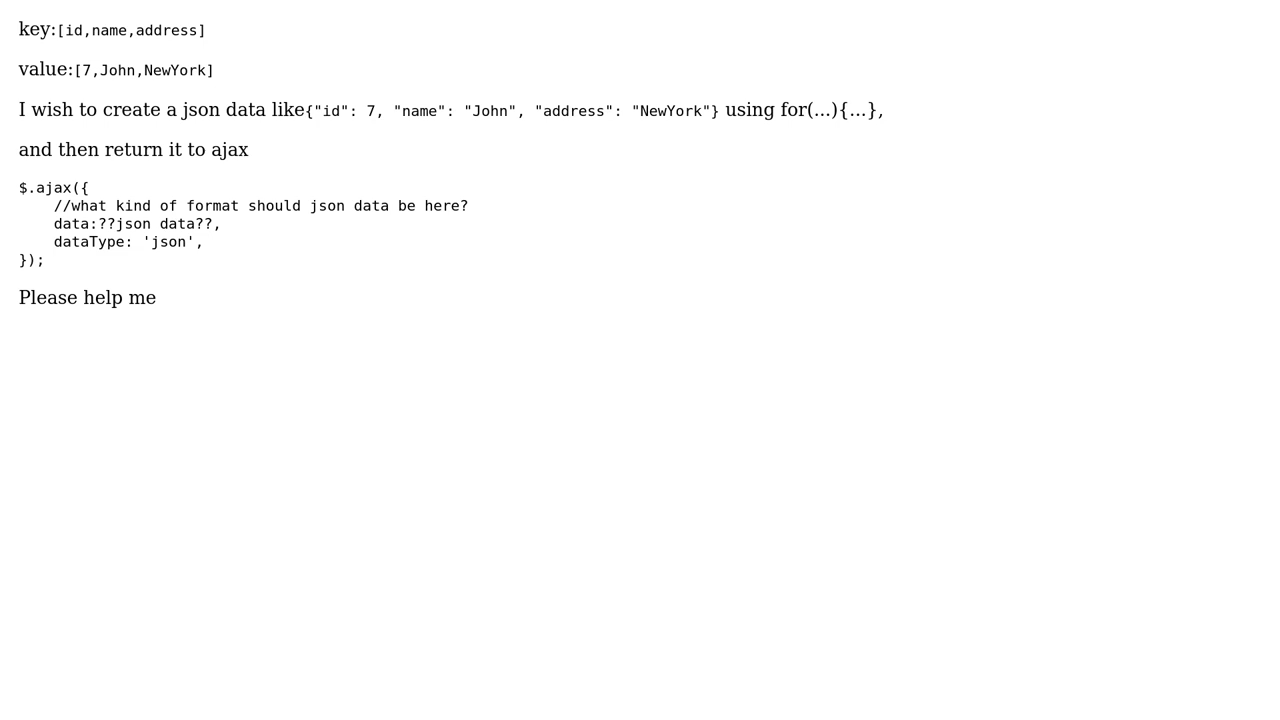 key:[id,name,address]
value:[7,John,NewYork]
I wish to create a json data like{"id": 7, "name": "John", "address": "NewYork"} using for(...){...},
and then return it to ajax
$.ajax({
    //what kind of format should json data be here?
    data:??json data??,
    dataType: 'json',
});
Please help me